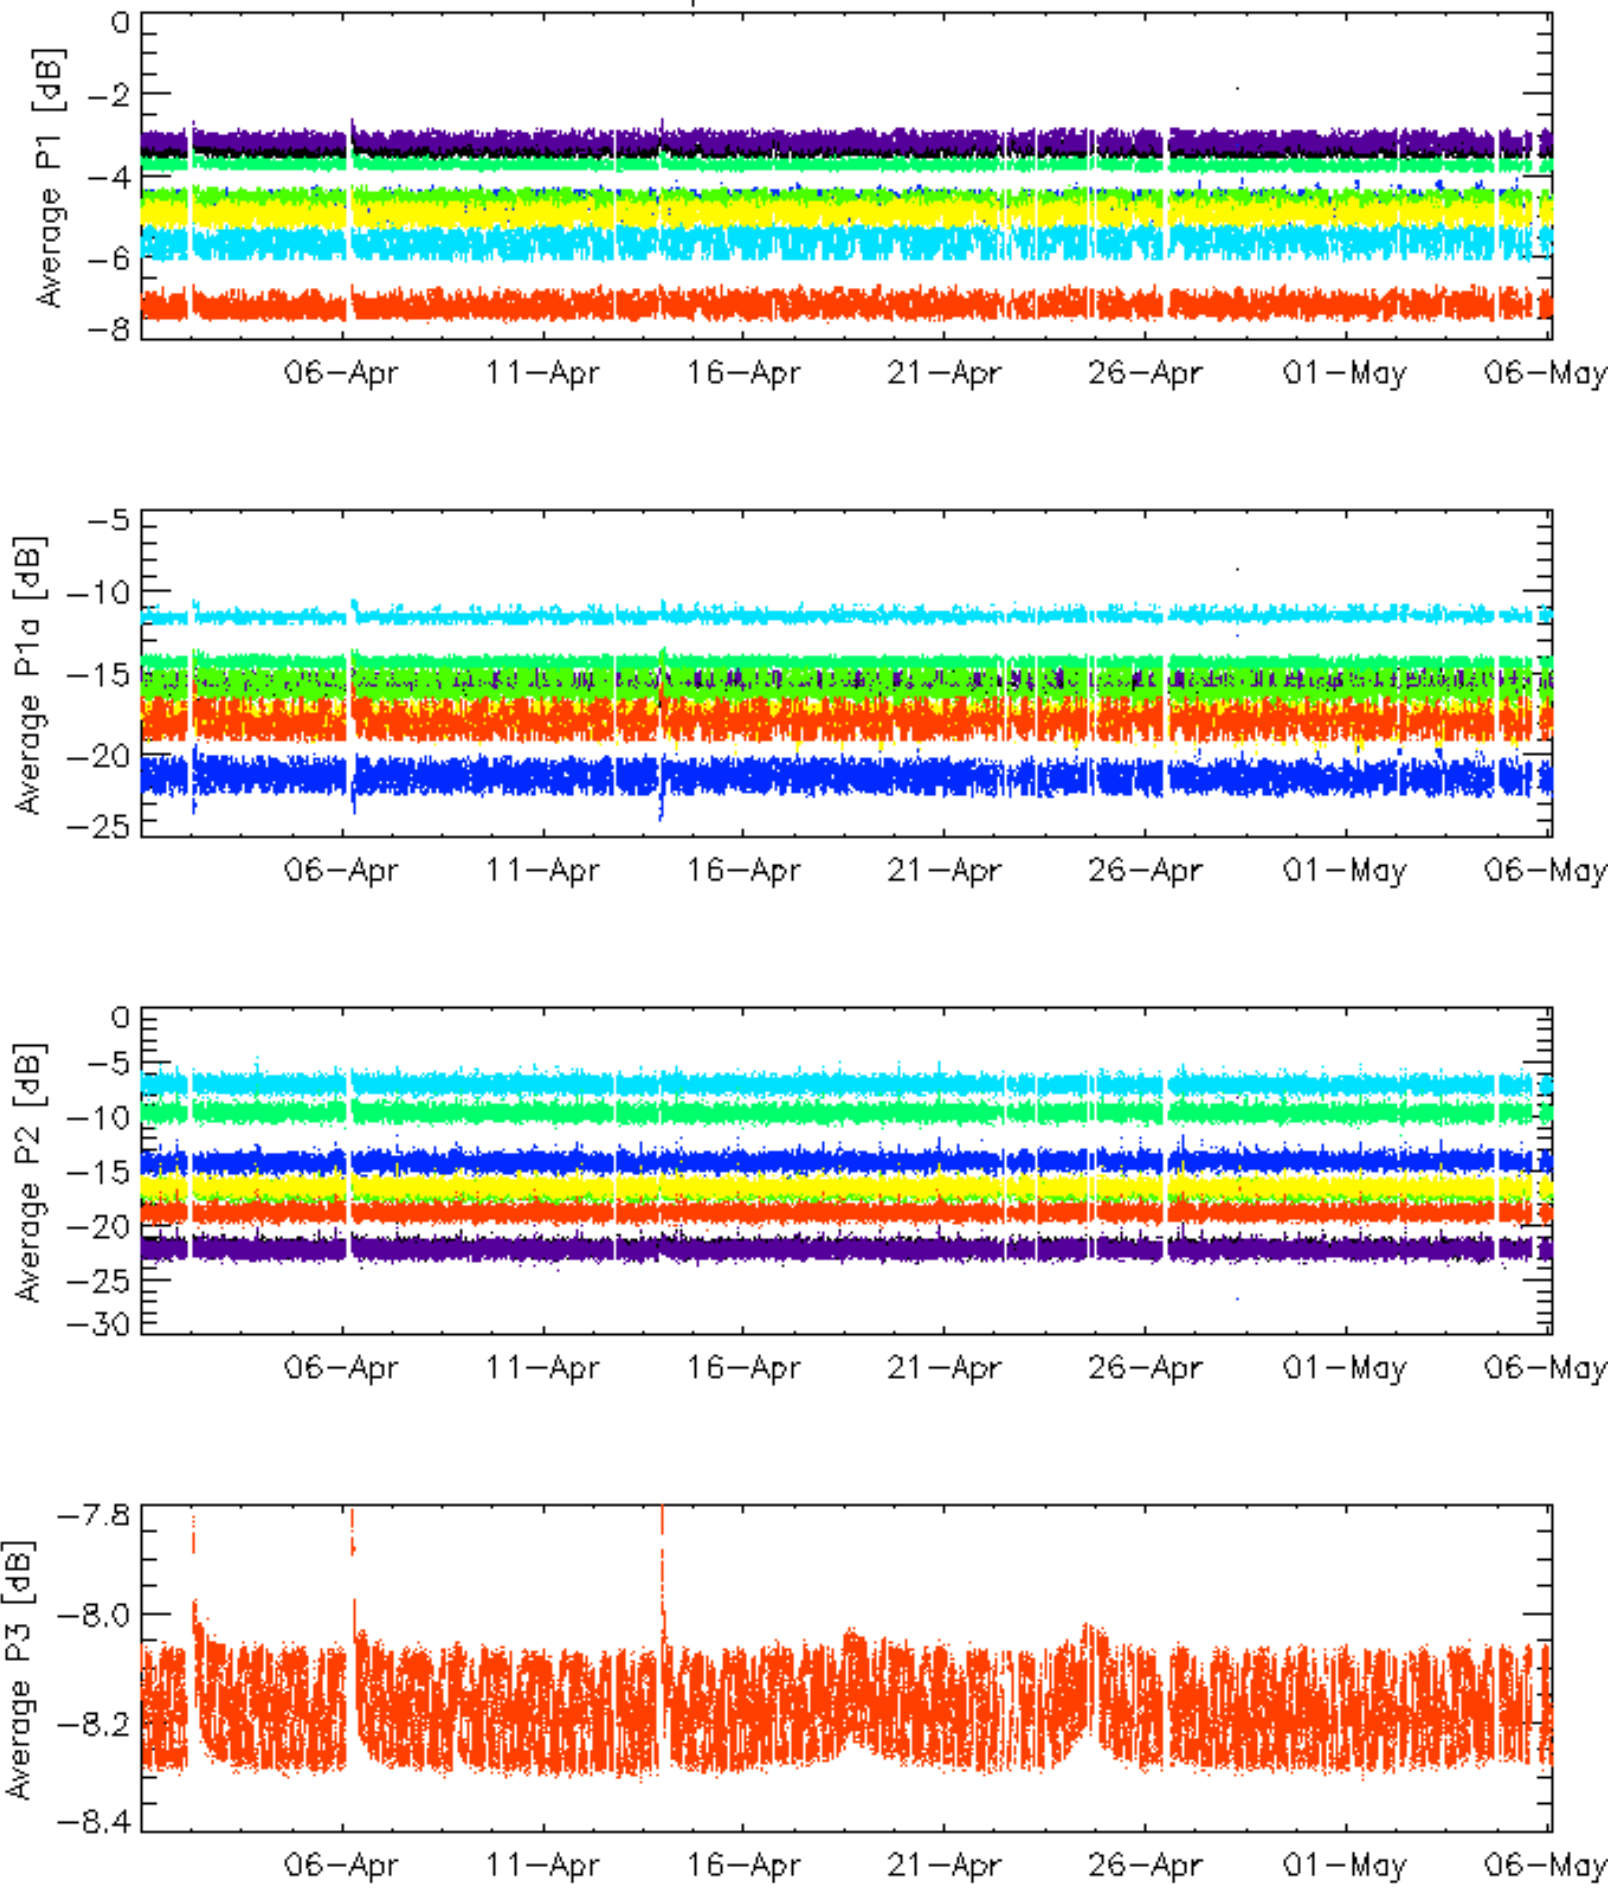 0
-2
-4
-6
-8
Average P1 [dB]
06-Apr 11-Apr 16-Apr 21-Apr 26-Apr 01-May 06-May
-5
-10
-15
-20
-25
Average P1a [dB]
06-Apr 11-Apr 16-Apr 21-Apr 26-Apr 01-May 06-May
0
-5
-10
-15
-20
-25
-30
Average P2 [dB]
06-Apr 11-Apr 16-Apr 21-Apr 26-Apr 01-May 06-May
-7.8
-8.0
-8.2
-8.4
Average P3 [dB]
06-Apr 11-Apr 16-Apr 21-Apr 26-Apr 01-May 06-May